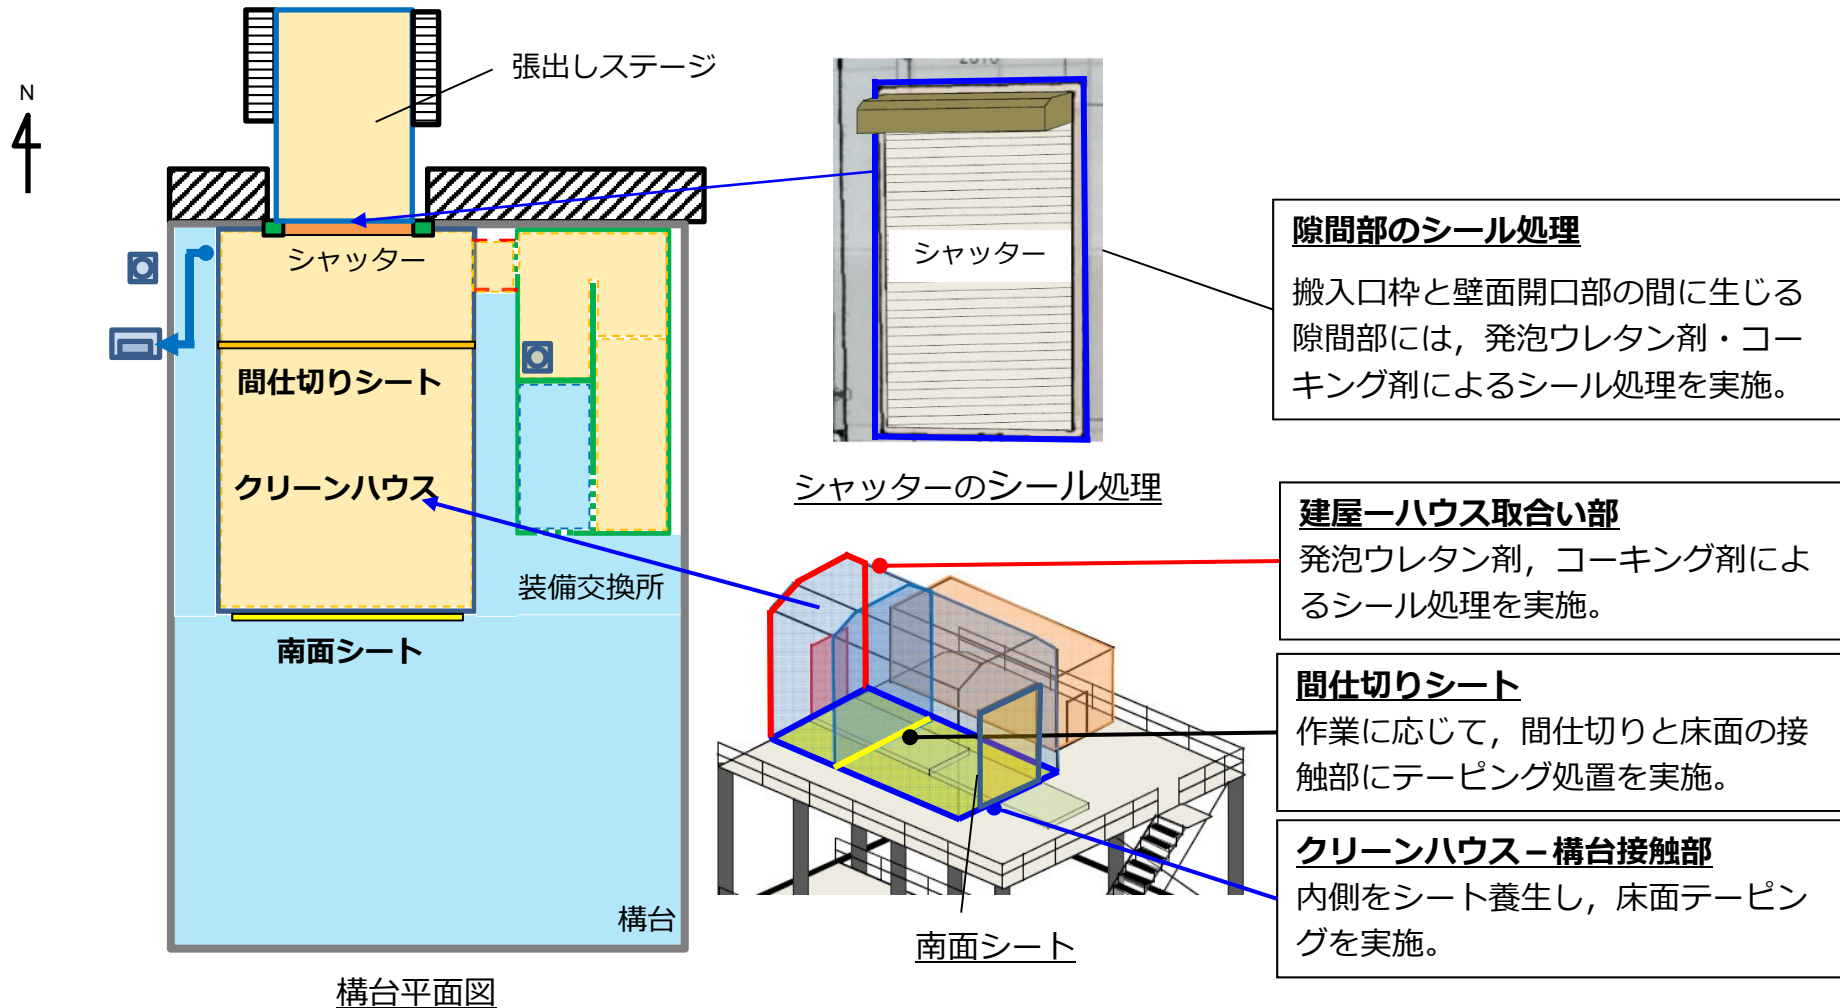 N
張出しステージ
シャッター
間仕切りシート
クリーンハウス
装備交換所
南面シート
構台
構台平面図
シャッター
シャッターのシール処理
南面シート
隙間部のシール処理
搬入口枠と壁面開口部の間に生じる
隙間部には，発泡ウレタン剤・コー
キング剤によるシール処理を実施。
建屋ーハウス取合い部
発泡ウレタン剤，コーキング剤によ
るシール処理を実施。
間仕切りシート
作業に応じて，間仕切りと床面の接
触部にテーピング処置を実施。
クリーンハウス－構台接触部
内側をシート養生し，床面テーピン
グを実施。